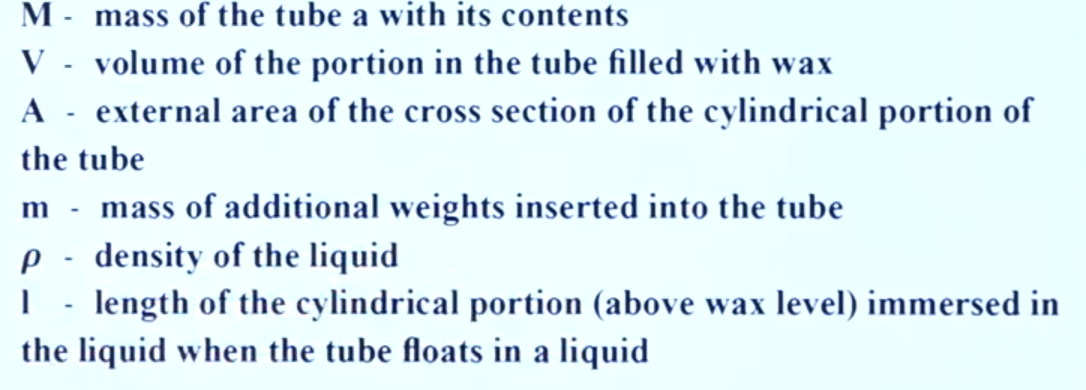 M - mass of the tube a with its contents
V - volume of the portion in the tube filled with wax
A - external area of the cross section of the cylindrical portion of
the tube
m - mass of additional weights inserted into the tube
ρ - density of the liquid
l - length of the cylindrical portion (above wax level) immersed in
the liquid when the tube floats in a liquid